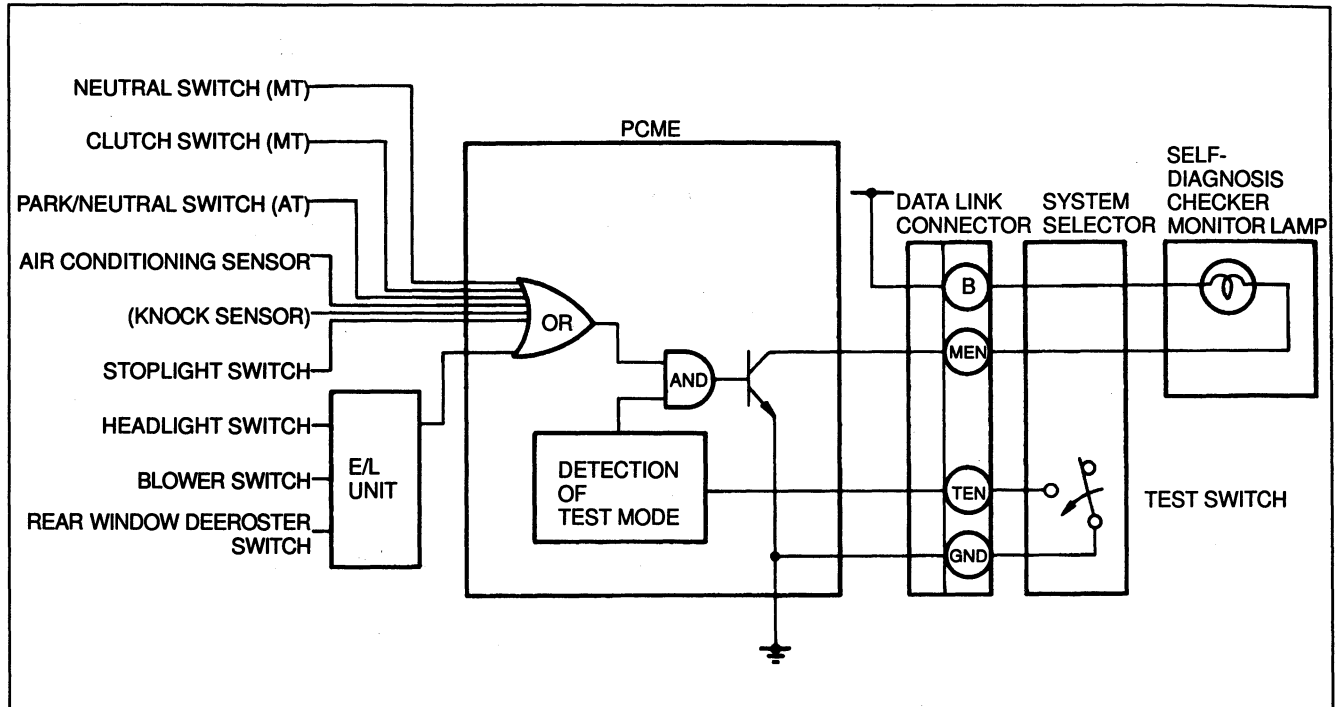 NEUTRAL SWITCH (MT)
CLUTCH SWITCH (MT)
PARK/NEUTRAL SWITCH (AT)
AIR CONDITIONING SENSOR
(KNOCK SENSOR)
STOPLIGHT SWITCH
HEADLIGHT SWITCH
BLOWER SWITCH
REAR WINDOW DEEROSTER
SWITCH
E/L
UNIT
PCME
OR
AND
DETECTION
OF
TEST MODE
DATA LINK
CONNECTOR
B
MEN
TEN
GND
SYSTEM
SELECTOR
SELF-
DIAGNOSIS
CHECKER
MONITOR LAMP
TEST SWITCH